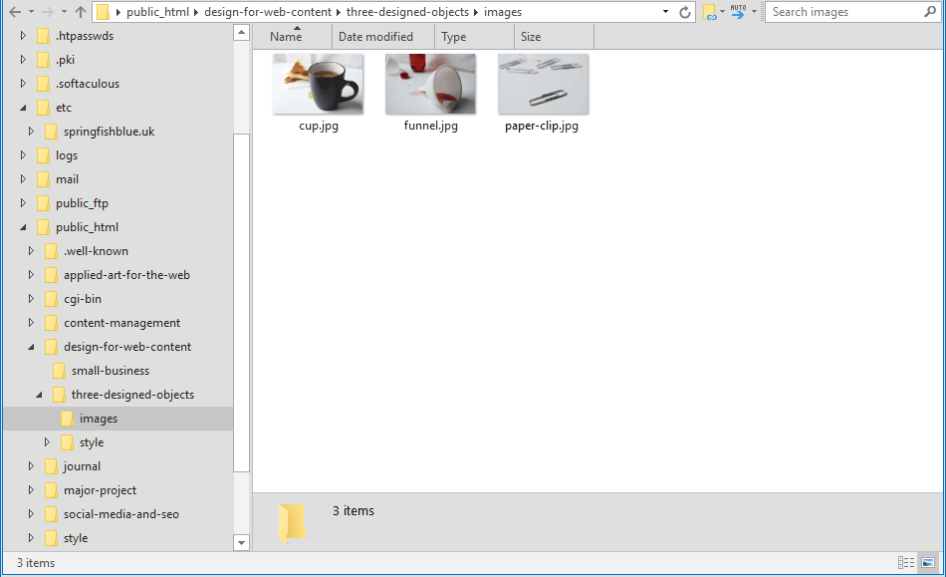 public_html design-for-web-content three-designed-objects images
AUTO
Search images
.htpasswds
.pki
.softaculous
etc
springfishblue.uk
logs
mail
public_ftp
public_html
.well-known
applied-art-for-the-web
cgi-bin
content-management
design-for-web-content
small-business
three-designed-objects
images
style
journal
major-project
social-media-and-seo
style
Name Date modified Type Size
cup.jpg funnel.jpg paper-clip.jpg
3 items
3 items